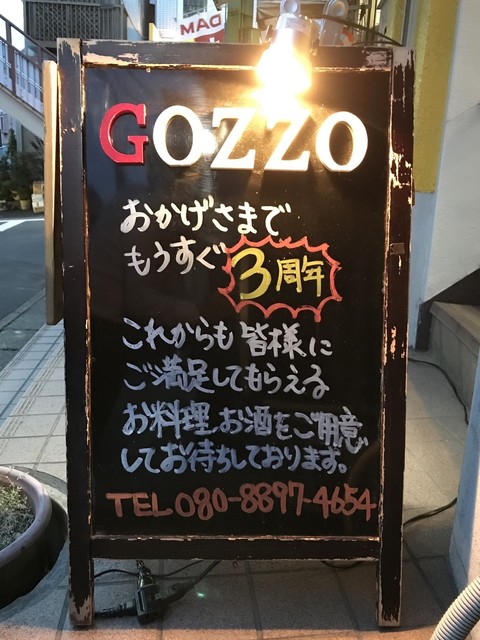 DAM
GOZZO
おかげさまで
もうすぐ 3周年
これからも皆様に
ご満足してもらえる
お料理、お酒をご用意
してお待ちしております。
TEL 080-8897-4654